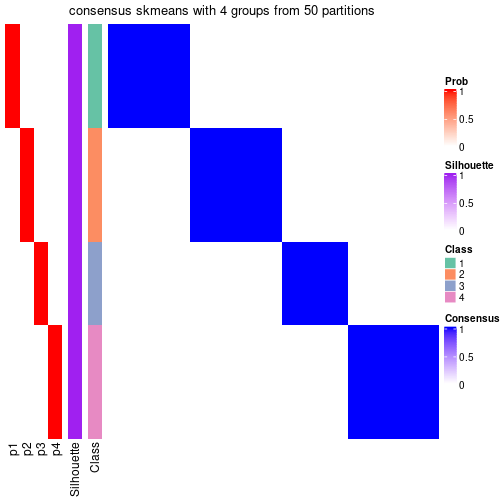 consensus skmeans with 4 groups from 50 partitions
Prob
1
0.5
0
Silhouette
1
0.5
0
Class
1
2
3
4
Consensus
1
0.5
0
p1
p2
p3
p4
Silhouette
Class